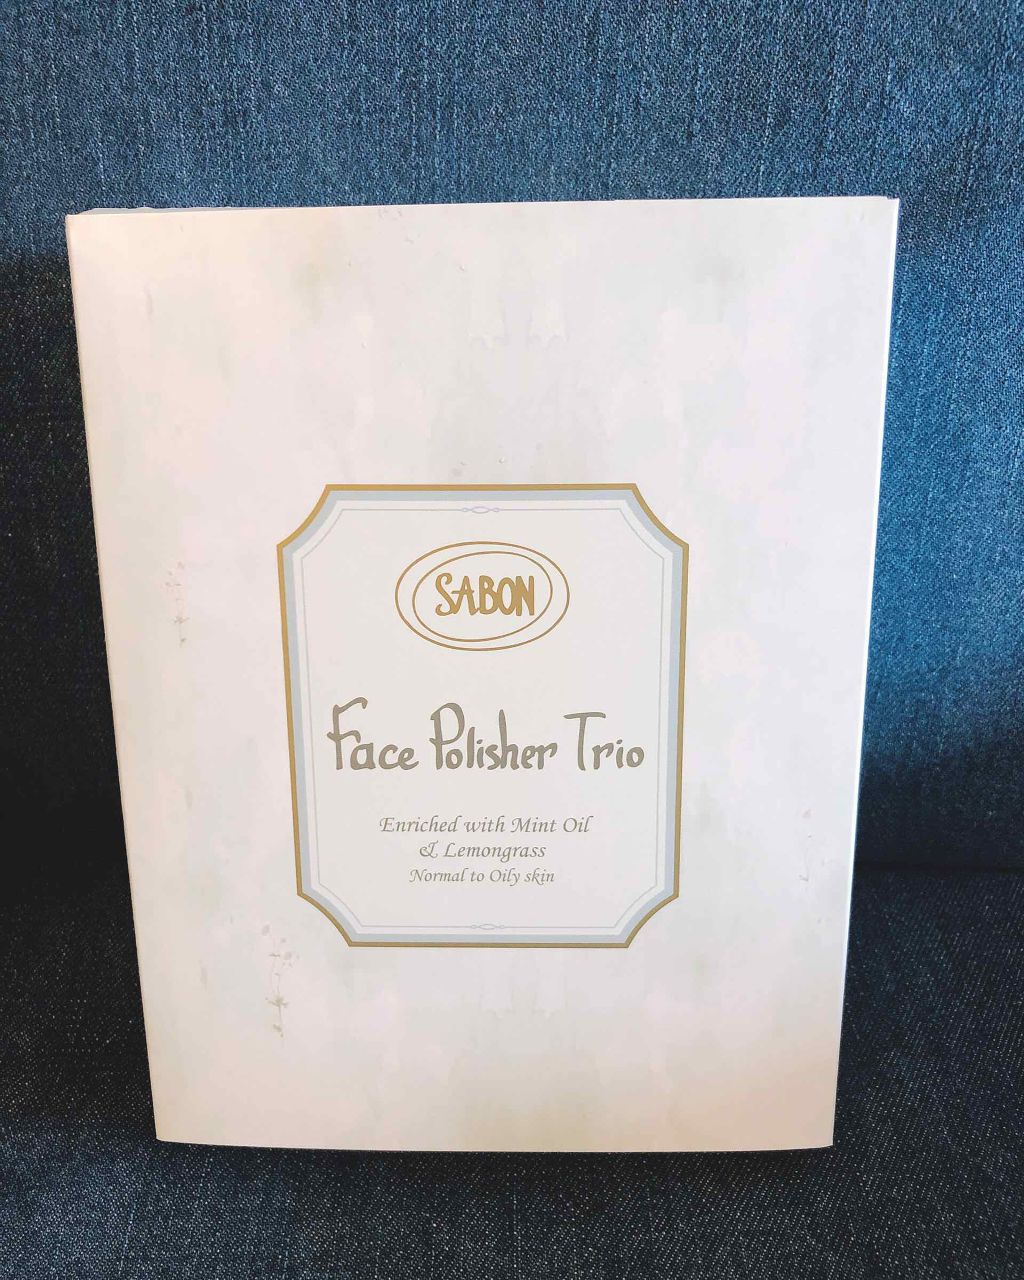 SABON
Face Polisher Trio
Enriched with Mint Oil
& Lemongrass
Normal to Oily skin